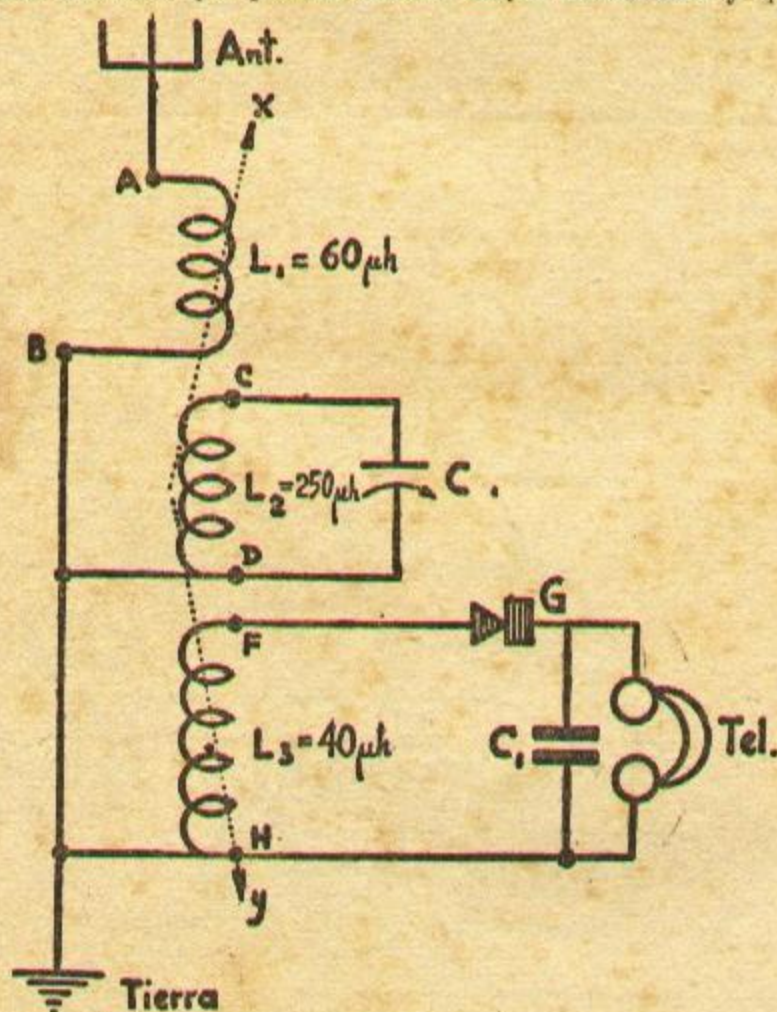 Ant.
X
A
L₁ = 60μh
B
C
L₂=250μh
C.
D
G
F
L₃=40μh
C₁
Tel.
H
y
Tierra